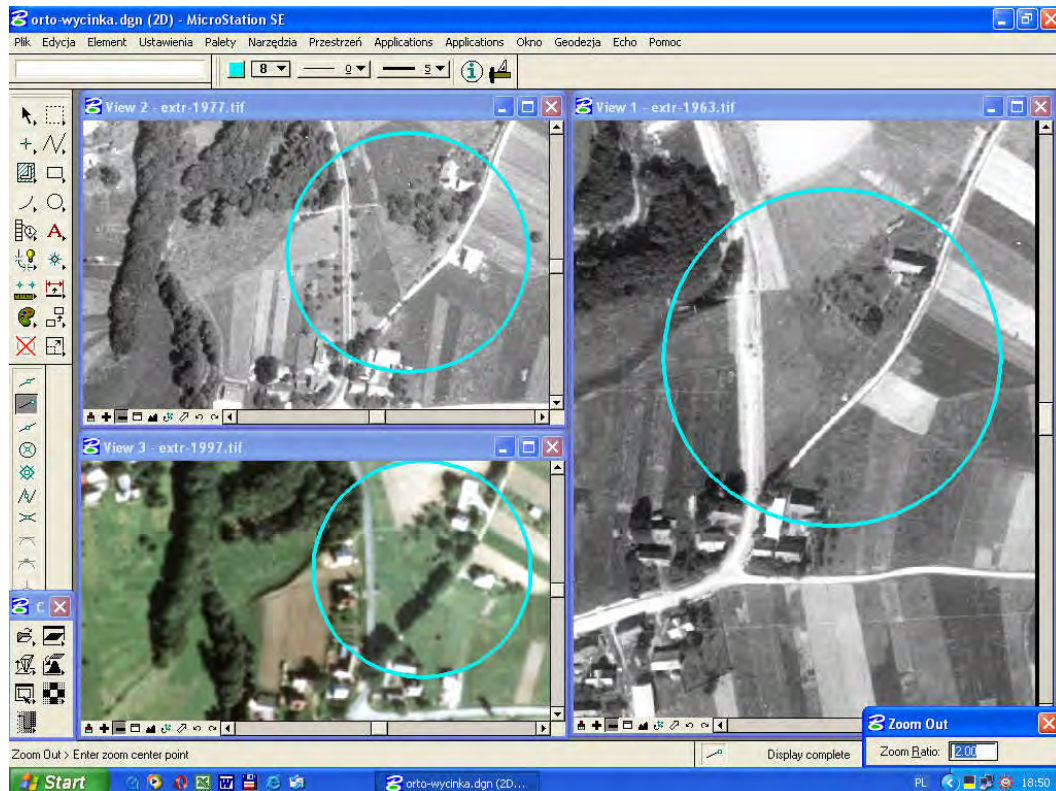 orto-wycinka.dgn (2D) - MicroStation SE
Plik Edycja Element Ustawienia Palety Narzędzia Przestrzeń Applications Applications Okno Geodezja Echo Pomoc
8 0 5
View 2 - extr-1977.tif
View 1 - extr-1963.tif
View 3 - extr-1997.tif
C
Zoom Out
Zoom Ratio: 2.00
Zoom Out > Enter zoom center point
Display complete
Start
orto-wycinka.dgn (2D...
PL 18:50